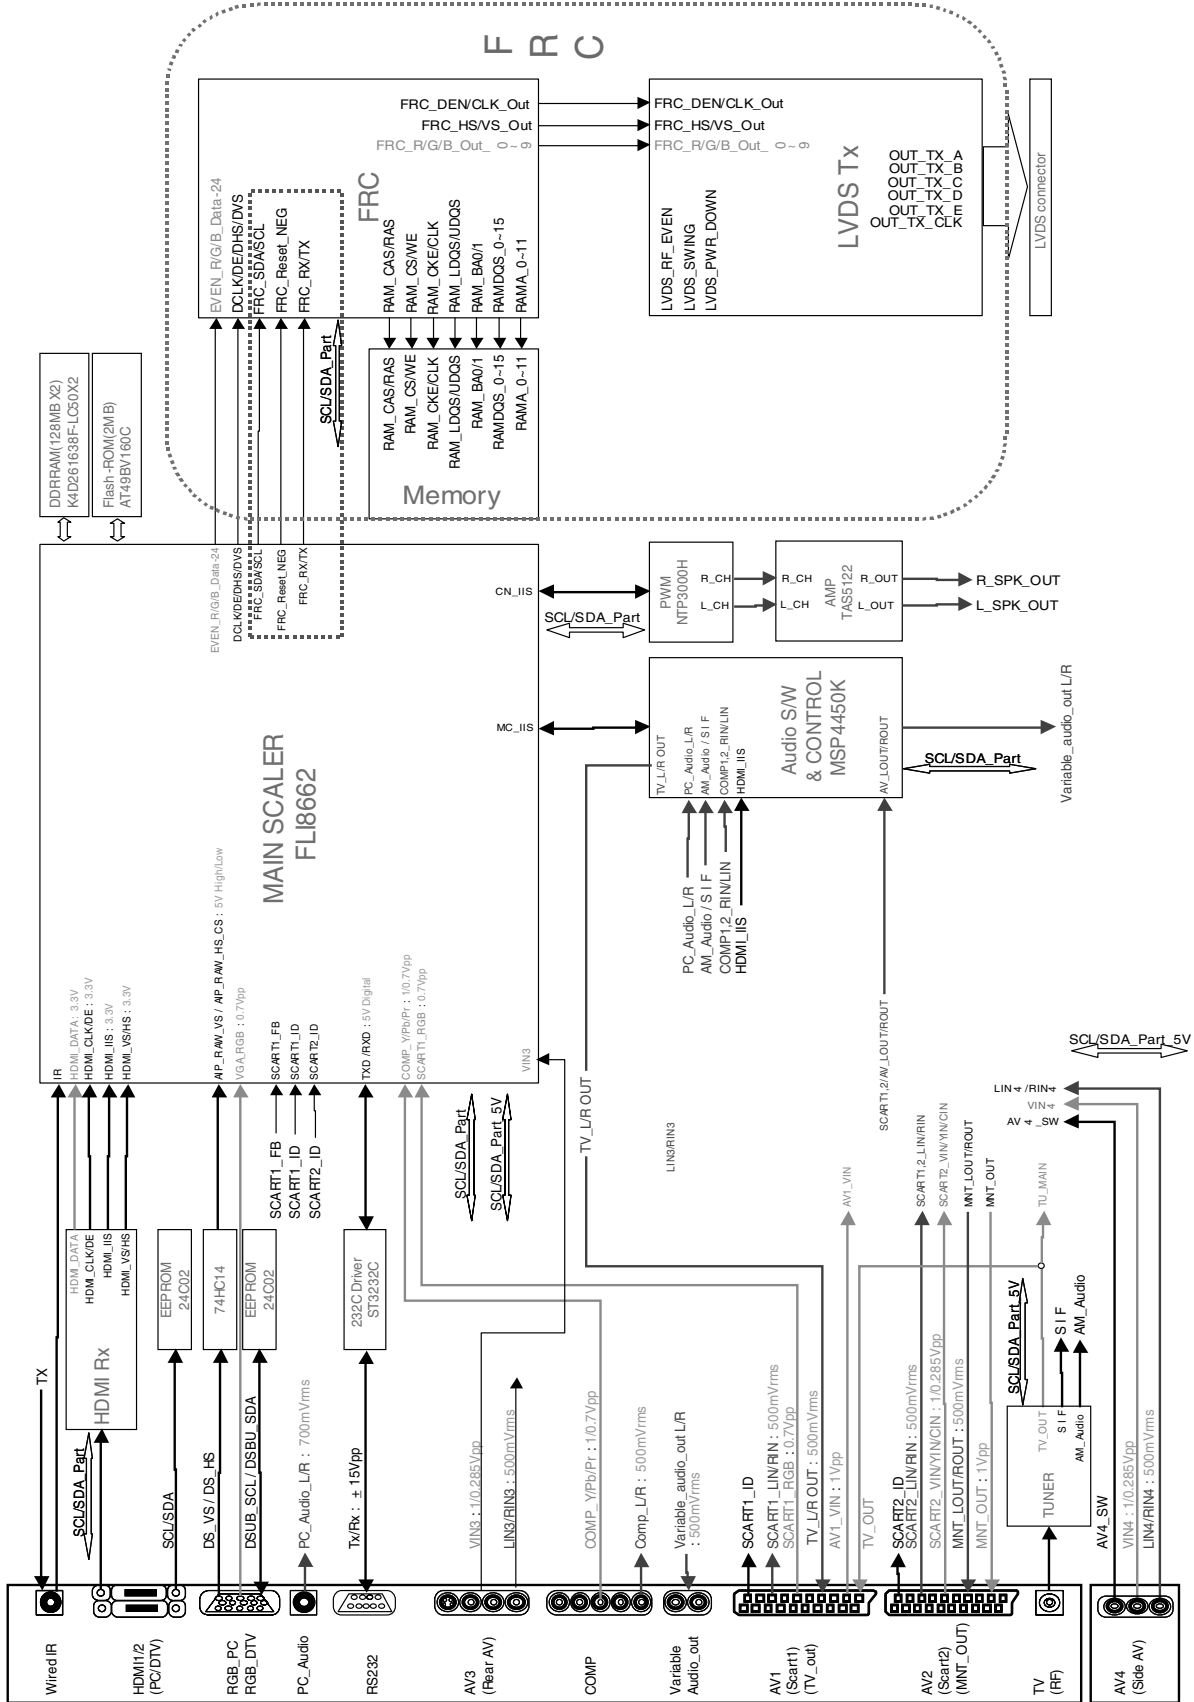 F R C
FRC_DEN/CLK_Out
FRC_HS/VS_Out
FRC_R/G/B_Out_ 0 ~ 9
FRC
EVEN_R/G/B_Data-24
DCLK/DE/DHS/DVS
FRC_SDA/SCL
FRC_Reset_NEG
FRC_RX/TX
RAM_CAS/RAS
RAM_CS/WE
RAM_CKE/CLK
RAM_LDQS/UDQS
RAM_BA0/1
RAMDQS_0~15
RAMA_0~11
FRC_DEN/CLK_Out
FRC_HS/VS_Out
FRC_R/G/B_Out_ 0 ~ 9
LVDS Tx
OUT_TX_A
OUT_TX_B
OUT_TX_C
OUT_TX_D
OUT_TX_E
OUT_TX_CLK
LVDS_RF_EVEN
LVDS_SWING
LVDS_PWR_DOWN
LVDS connector
SCL/SDA_Part
RAM_CAS/RAS
RAM_CS/WE
RAM_CKE/CLK
RAM_LDQS/UDQS
RAM_BA0/1
RAMDQS_0~15
RAMA_0~11
Memory
DDRRAM(128MB X2)
K4D261638F-LC50X2
Flash-ROM(2MB)
AT49BV160C
EVEN_R/G/B_Data-24
DCLK/DE/DHS/DVS
FRC_SDA/SCL
FRC_Reset_NEG
FRC_RX/TX
CN_IIS
MC_IIS
MAIN SCALER
FLI8662
SCL/SDA_Part
PWM
NTP3000H
R_CH
L_CH
R_CH
L_CH
AMP
TAS5122
R_OUT
L_OUT
R_SPK_OUT
L_SPK_OUT
TV_L/R OUT
PC_Audio_L/R
AM_Audio / S I F
COMP1,2_RIN/LIN
HDMI_IIS
Audio S/W
& CONTROL
MSP4450K
AV_LOUT/ROUT
SCL/SDA_Part
Variable_audio_out L/R
PC_Audio_L/R
AM_Audio / S I F
COMP1,2_RIN/LIN
HDMI_IIS
SCART1,2/AV_LOUT/ROUT
IR
HDMI_DATA: 3.3V
HDMI_CLK/DE : 3.3V
HDMI_IIS : 3.3V
HDMI_VS/HS : 3.3V
AIP_RAW_VS / AIP_RAW_HS_CS : 5V High/Low
VGA_RGB : 0.7Vpp
SCART1_FB
SCART1_ID
SCART2_ID
TXD /RXD : 5V Digital
COMP_Y/Pb/Pr : 1/0.7Vpp
SCART1_RGB : 0.7Vpp
VIN3
SCART1_FB
SCART1_ID
SCART2_ID
SCL/SDA_Part
SCL/SDA_Part_5V
TV_L/R OUT
LIN3/RIN3
AV1_VIN
SCART1,2_LIN/RIN
SCART2_VIN/YIN/CIN
MNT_LOUT/ROUT
MNT_OUT
TU_MAIN
LIN 4 /RIN4
VIN 4
AV 4 _SW
SCL/SDA_Part_5V
TX
HDMI_DATA
HDMI_CLK/DE
HDMI_IIS
HDMI_VS/HS
HDMI Rx
SCL/SDA_Part
EEPROM
24C02
74HC14
EEPROM
24C02
232C Driver
ST3232C
SCL/SDA
DS_VS / DS_HS
DSUB_SCL / DSBU_SDA
PC_Audio_L/R : 700mVrms
Tx/Rx : ± 15Vpp
VIN3 : 1/0.285Vpp
LIN3/RIN3 : 500mVrms
COMP_Y/Pb/Pr : 1/0.7Vpp
Comp_L/R : 500mVrms
Variable_audio_out L/R
: 500mVrms
SCART1_ID
SCART1_LIN/RIN : 500mVrms
SCART1_RGB : 0.7Vpp
TV_L/R OUT : 500mVrms
AV1_VIN : 1Vpp
TV_OUT
SCART2_ID
SCART2_LIN/RIN : 500mVrms
SCART2_VIN/YIN/CIN : 1/0.285Vpp
MNT_LOUT/ROUT : 500mVrms
MNT_OUT : 1Vpp
SCL/SDA_Part_5V
TV_OUT
S I F
AM_Audio
TUNER
S I F
AM_Audio
AV4_SW
VIN4 : 1/0.285Vpp
LIN4/RIN4 : 500mVrms
Wired IR
HDMI1/2
(PC/DTV)
RGB_PC
RGB_DTV
PC_Audio
RS232
AV3
(Rear AV)
COMP
Variable
Audio_out
AV1
(Scart1)
(TV_out)
AV2
(Scart2)
(MNT_OUT)
TV
(RF)
AV4
(Side AV)